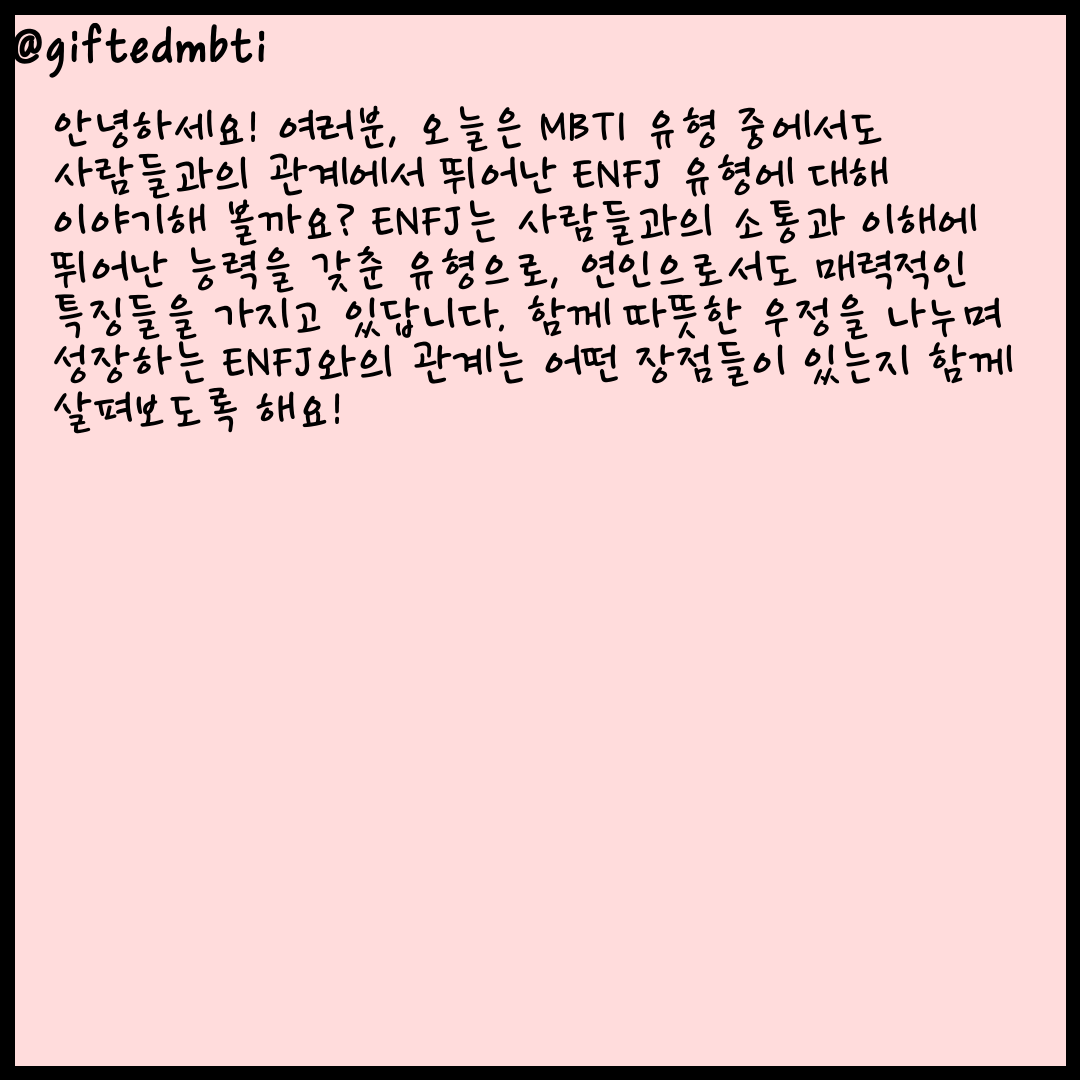 @giftedmbti
안녕하세요! 여러분, 오늘은 MBTI 유형 중에서도
사람들과의 관계에서 뛰어난 ENFJ 유형에 대해
이야기해 볼까요? ENFJ는 사람들과의 소통과 이해에
뛰어난 능력을 갖춘 유형으로, 연인으로서도 매력적인
특징들을 가지고 있답니다. 함께 따뜻한 우정을 나누며
성장하는 ENFJ와의 관계는 어떤 장점들이 있는지 함께
살펴보도록 해요!